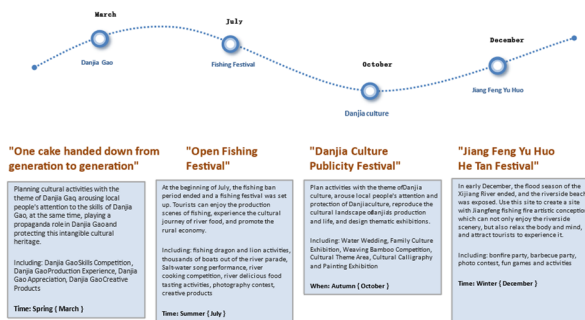 March
July
October
December
Danjia Gao
Fishing Festival
Danjia culture
Jiang Feng Yu Huo
"One cake handed down from
generation to generation"
Planning cultural activities with the
theme of Danjia Gao, arousing local
people's attention to the skills of Danjia
Gao, at the same time, playing a
propaganda role in Danjia Gao and
protecting this intangible cultural
heritage.
Including: Danjia Gao Skills Competition,
Danjia Gao Production Experience, Danjia
Gao Appreciation, Danjia Gao Creative
Products
Time: Spring { March }
"Open Fishing
Festival"
At the beginning of July, the fishing ban
period ended and a fishing festival was set
up. Tourists can enjoy the production
scenes of fishing, experience the cultural
journey of river food, and promote the
rural economy.
Including: fishing dragon and lion activities,
thousands of boats out of the river parade,
Salt-water song performance, river
cooking competition, river delicious food
tasting activities, photography contest,
creative products
Time: Summer { July }
"Danjia Culture
Publicity Festival"
Plan activities with the theme of Danjia
culture, arouse local people's attention and
protection of Danjia culture, reproduce the
cultural landscape of danjia's production
and life, and design thematic exhibitions.
Including: Water Wedding, Family Culture
Exhibition, Weaving Bamboo Competition,
Cultural Theme Area, Cultural Calligraphy
and Painting Exhibition
When: Autumn { October }
"Jiang Feng Yu Huo
He Tan Festival"
In early December, the flood season of the
Xijiang River ended, and the riverside beach
was exposed. Use this site to create a site
with Jiangfeng fishing fire artistic conception,
which can not only enjoy the riverside
scenery, but also relax the body and mind,
and attract tourists to experience it.
Including: bonfire party, barbecue party,
photo contest, fun games and activities
Time: Winter { December }